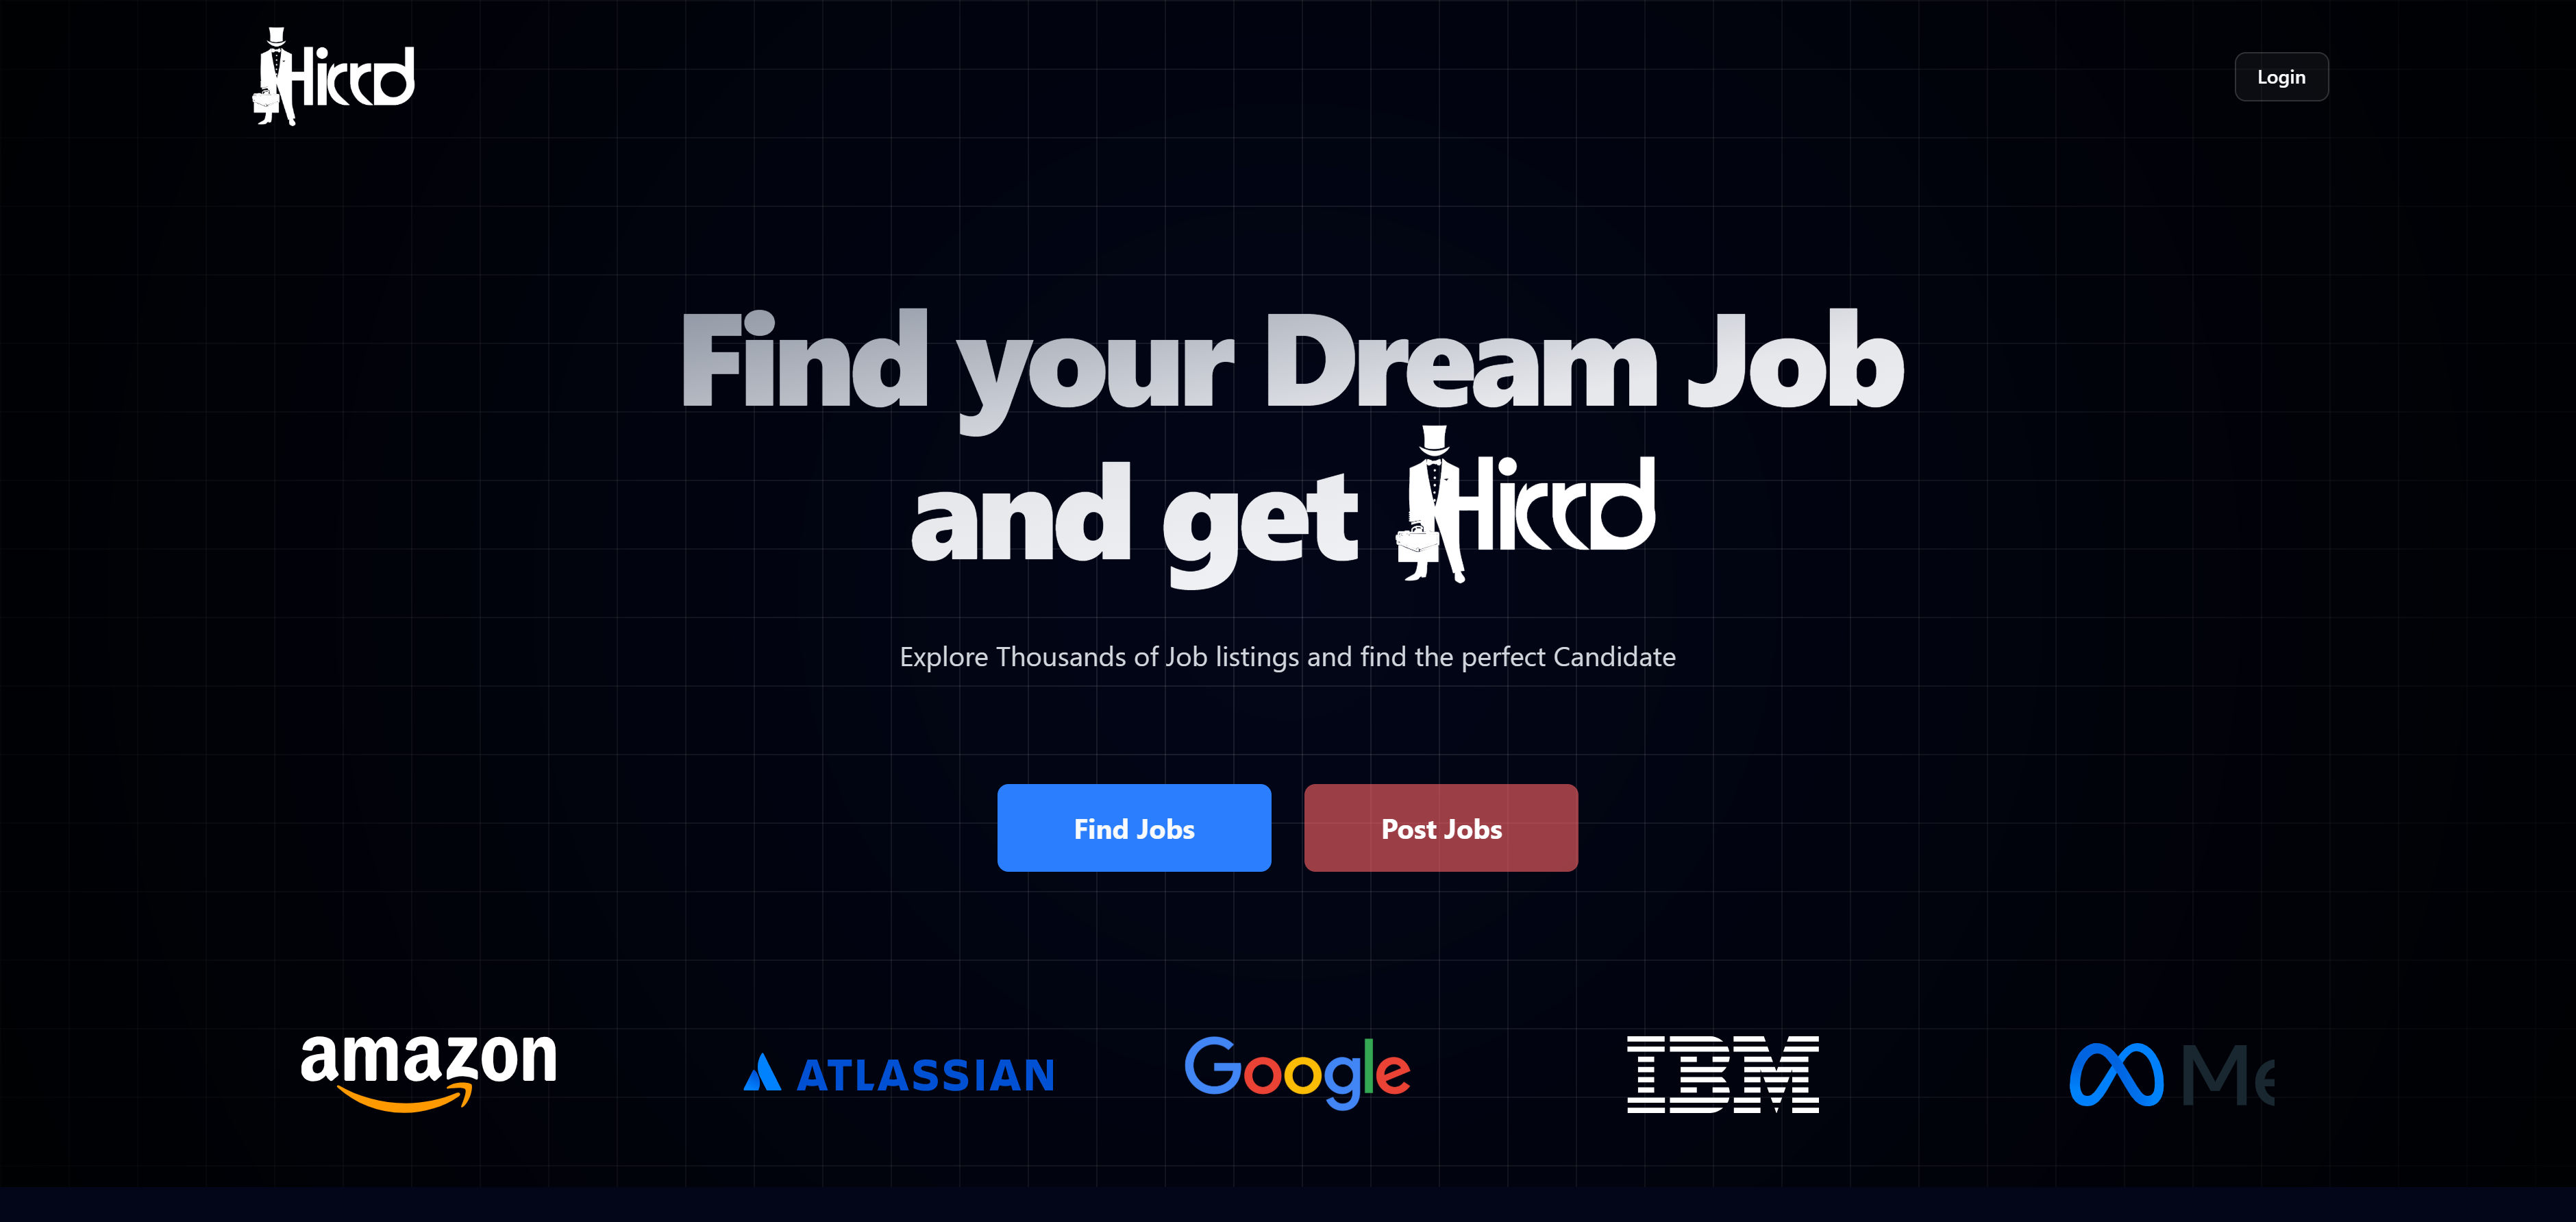 Hirrd
Login
Find your Dream Job
and get Hirrd
Explore Thousands of Job listings and find the perfect Candidate
Find Jobs
Post Jobs
amazon
ATLASSIAN
Google
IBM
Me